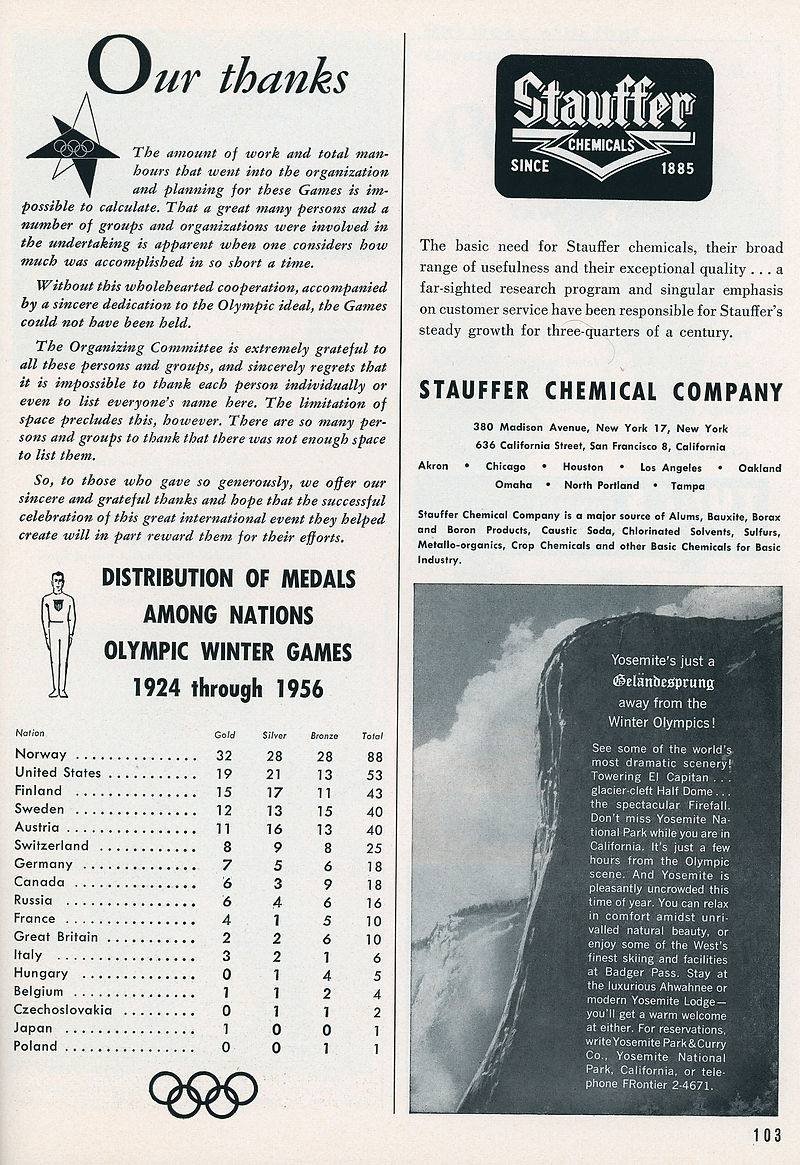 Our thanks
The amount of work and total man-
hours that went into the organization
and planning for these Games is im-
possible to calculate. That a great many persons and a
number of groups and organizations were involved in
the undertaking is apparent when one considers how
much was accomplished in so short a time.
Without this wholehearted cooperation, accompanied
by a sincere dedication to the Olympic ideal, the Games
could not have been held.
The Organizing Committee is extremely grateful to
all these persons and groups, and sincerely regrets that
it is impossible to thank each person individually or
even to list everyone's name here. The limitation of
space precludes this, however. There are so many per-
sons and groups to thank that there was not enough space
to list them.
So, to those who gave so generously, we offer our
sincere and grateful thanks and hope that the successful
celebration of this great international event they helped
create will in part reward them for their efforts.
DISTRIBUTION OF MEDALS
AMONG NATIONS
OLYMPIC WINTER GAMES
1924 through 1956
Nation Gold Silver Bronze Total
Norway ............... 32 28 28 88
United States ........... 19 21 13 53
Finland ............... 15 17 11 43
Sweden ................ 12 13 15 40
Austria ................ 11 16 13 40
Switzerland ............. 8 9 8 25
Germany .............. 7 5 6 18
Canada ............... 6 3 9 18
Russia ................ 6 4 6 16
France ................ 4 1 5 10
Great Britain ........... 2 2 6 10
Italy ................. 3 2 1 6
Hungary .............. 0 1 4 5
Belgium ............... 1 1 2 4
Czechoslovakia ......... 0 1 1 2
Japan ................ 1 0 0 1
Poland ................ 0 0 1 1
Stauffer
CHEMICALS
SINCE 1885
The basic need for Stauffer chemicals, their broad
range of usefulness and their exceptional quality . . . a
far-sighted research program and singular emphasis
on customer service have been responsible for Stauffer's
steady growth for three-quarters of a century.
STAUFFER CHEMICAL COMPANY
380 Madison Avenue, New York 17, New York
636 California Street, San Francisco 8, California
Akron • Chicago • Houston • Los Angeles • Oakland
Omaha • North Portland • Tampa
Stauffer Chemical Company is a major source of Alums, Bauxite, Borax
and Boron Products, Caustic Soda, Chlorinated Solvents, Sulfurs,
Metallo-organics, Crop Chemicals and other Basic Chemicals for Basic
Industry.
Yosemite's just a
Geländesprung
away from the
Winter Olympics!
See some of the world's
most dramatic scenery!
Towering El Capitan . . .
glacier-cleft Half Dome . . .
the spectacular Firefall.
Don't miss Yosemite Na-
tional Park while you are in
California. It's just a few
hours from the Olympic
scene. And Yosemite is
pleasantly uncrowded this
time of year. You can relax
in comfort amidst unri-
valled natural beauty, or
enjoy some of the West's
finest skiing and facilities
at Badger Pass. Stay at
the luxurious Ahwahnee or
modern Yosemite Lodge—
you'll get a warm welcome
at either. For reservations,
write Yosemite Park & Curry
Co., Yosemite National
Park, California, or tele-
phone FRontier 2-4671.
103